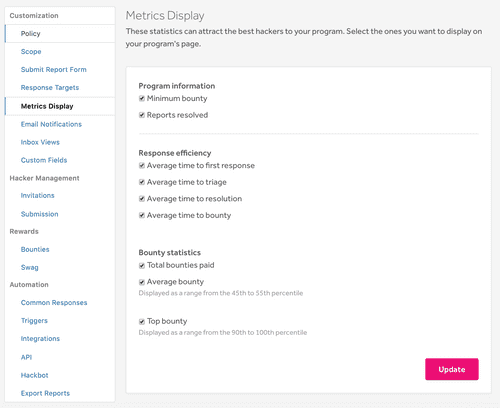 Customization
Policy
Scope
Submit Report Form
Response Targets
Metrics Display
Email Notifications
Inbox Views
Custom Fields
Hacker Management
Invitations
Submission
Rewards
Bounties
Swag
Automation
Common Responses
Triggers
Integrations
API
Hackbot
Export Reports
Metrics Display
These statistics can attract the best hackers to your program. Select the ones you want to display on
your program's page.
Program information
Minimum bounty
Reports resolved
Response efficiency
Average time to first response
Average time to triage
Average time to resolution
Average time to bounty
Bounty statistics
Total bounties paid
Average bounty
Displayed as a range from the 45th to 55th percentile
Top bounty
Displayed as a range from the 90th to 100th percentile
Update